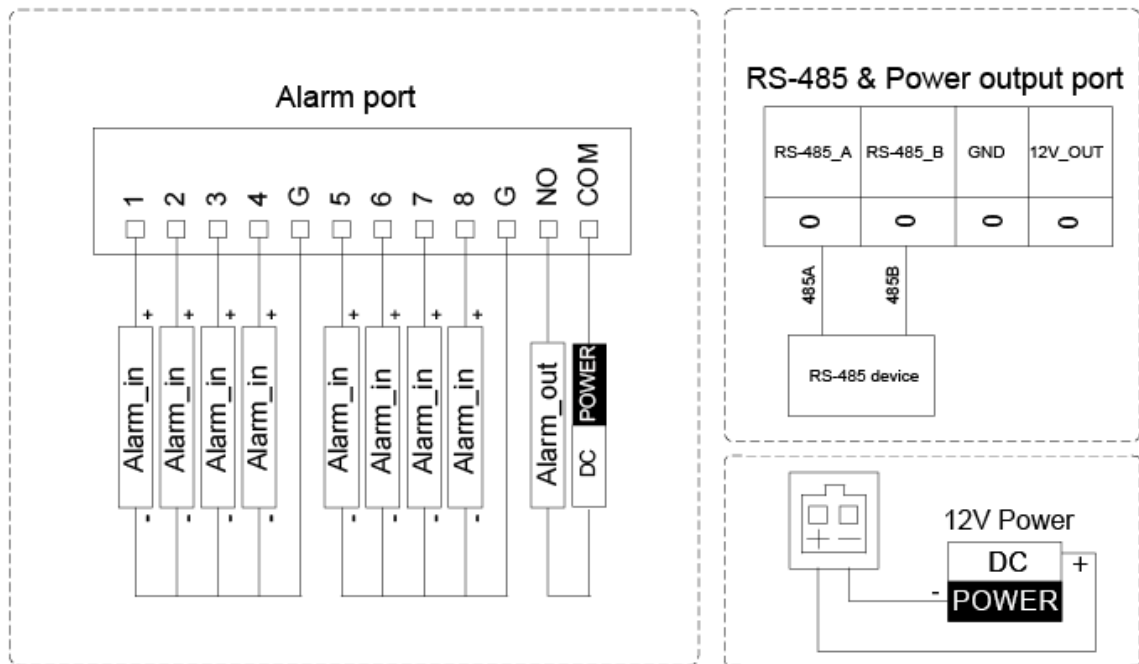 Alarm port
1 2 3 4 G 5 6 7 8 G NO COM
+ + + + + + + +
Alarm_in Alarm_in Alarm_in Alarm_in Alarm_in Alarm_in Alarm_in Alarm_in Alarm_out DC POWER
- - - - - - - -
RS-485 & Power output port
RS-485_A RS-485_B GND 12V_OUT
0 0 0 0
485A 485B
RS-485 device
12V Power
+ −
DC +
- POWER